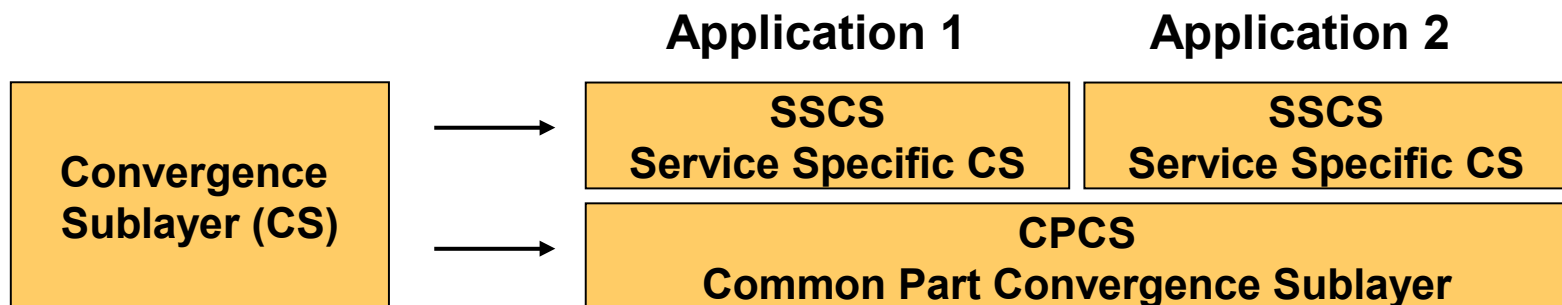 Application 1
Application 2
Convergence
Sublayer (CS)
SSCS
Service Specific CS
SSCS
Service Specific CS
CPCS
Common Part Convergence Sublayer